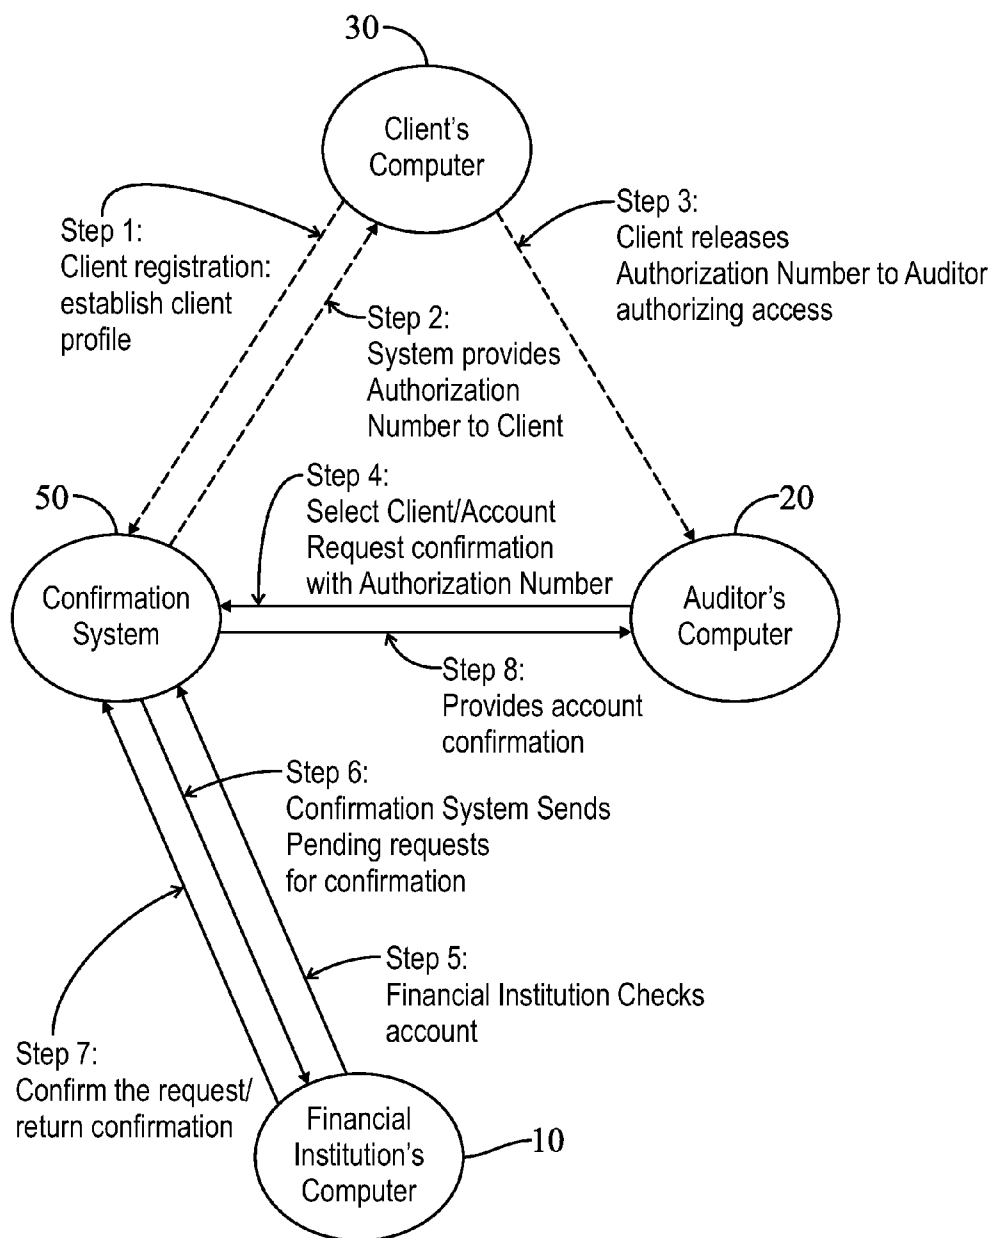 30
Client's
Computer
Step 1:
Client registration:
establish client
profile
Step 3:
Client releases
Authorization Number to Auditor
authorizing access
Step 2:
System provides
Authorization
Number to Client
50
Step 4:
Select Client/Account
Request confirmation
with Authorization Number
20
Confirmation
System
Auditor's
Computer
Step 8:
Provides account
confirmation
Step 6:
Confirmation System Sends
Pending requests
for confirmation
Step 5:
Financial Institution Checks
account
Step 7:
Confirm the request/
return confirmation
Financial
Institution's
Computer
10